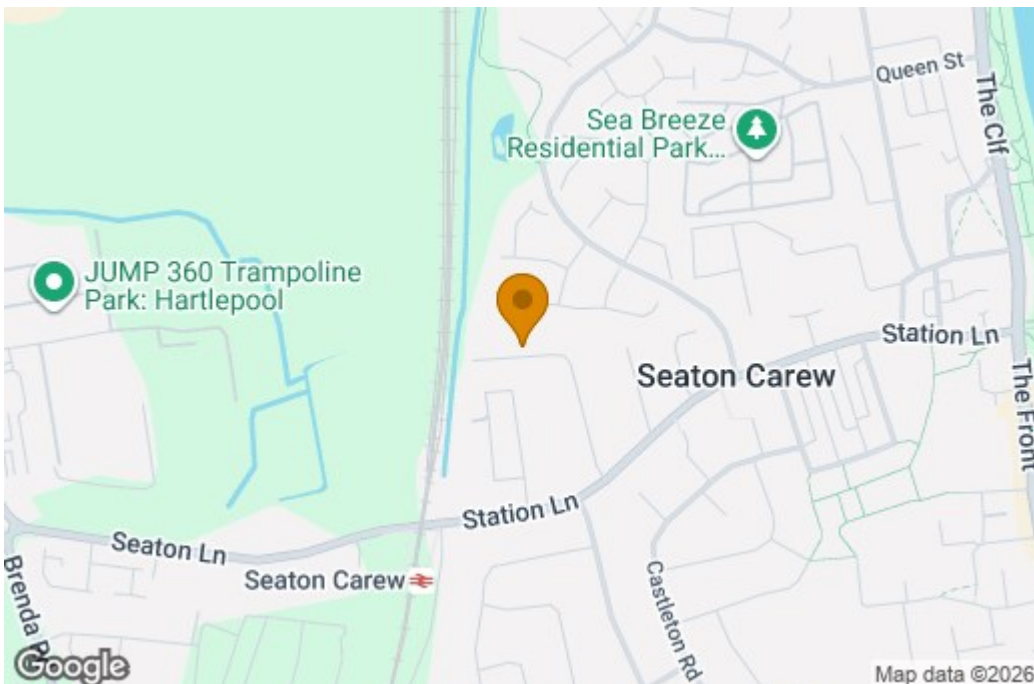 Queen St
The Clf
Sea Breeze
Residential Park...
JUMP 360 Trampoline
Park: Hartlepool
Station Ln
Seaton Carew
The Front
Station Ln
Seaton Ln
Seaton Carew
Brenda
Castleton Rd
Google
Map data ©2026